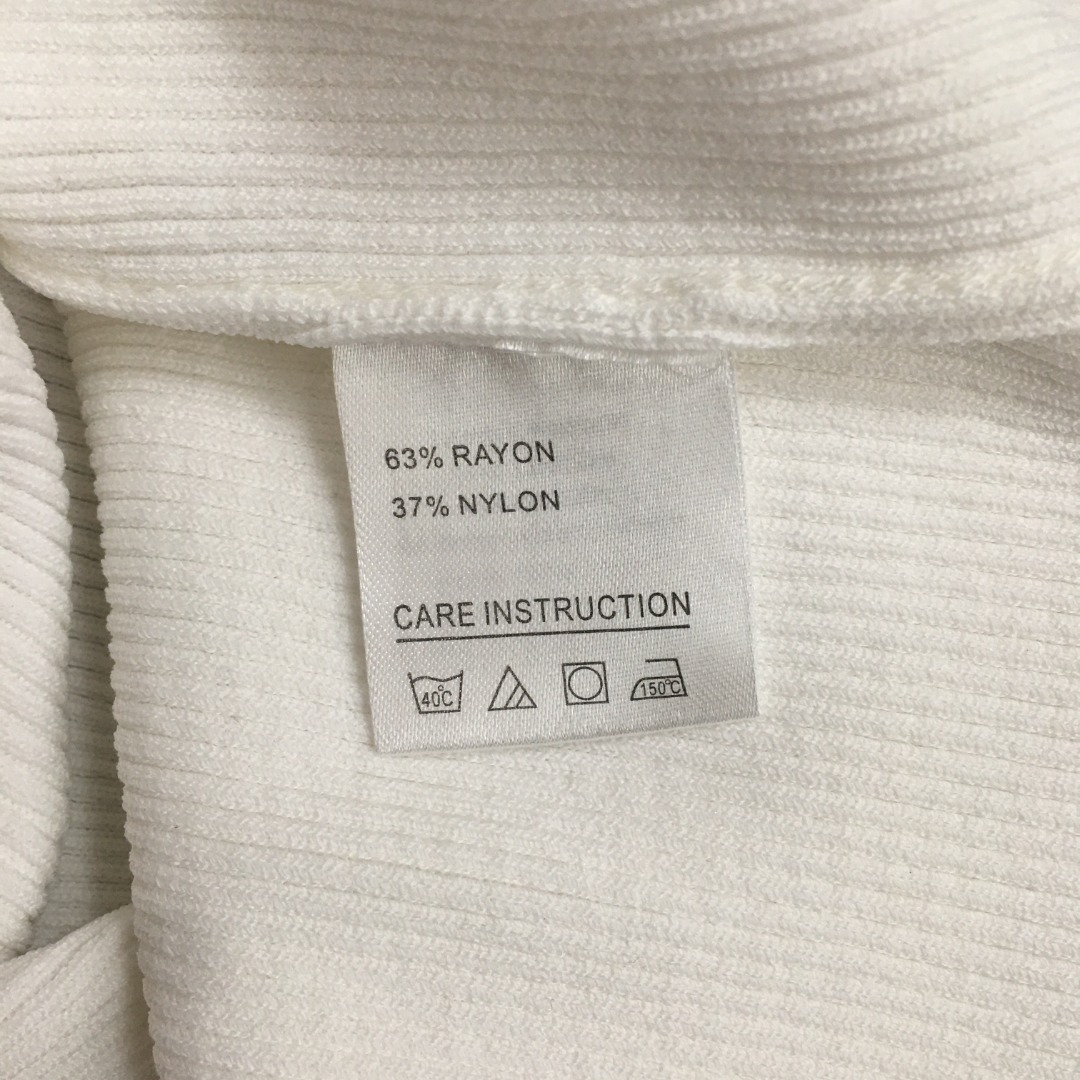 63% RAYON
37% NYLON
CARE INSTRUCTION
40℃ 150℃